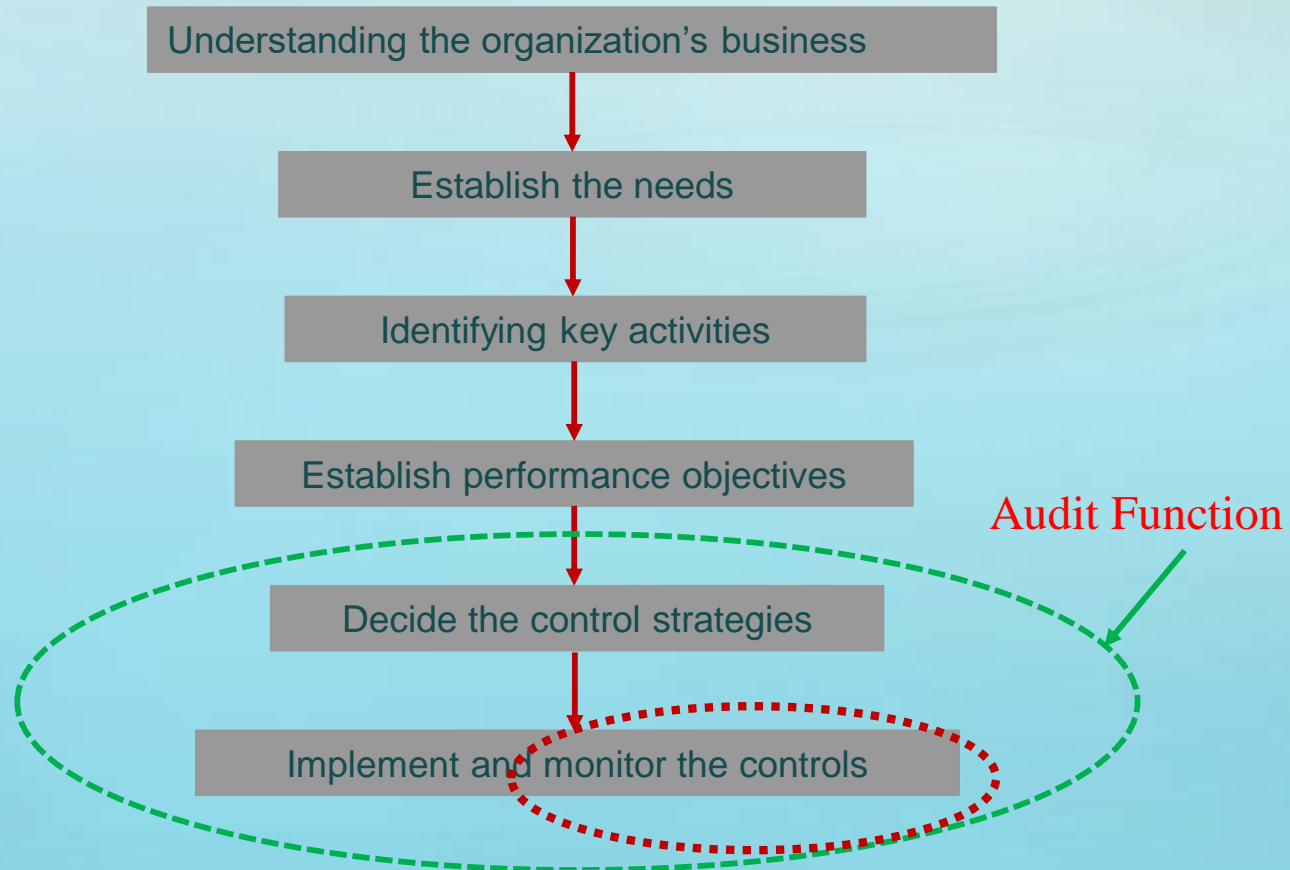 Understanding the organization’s business
Establish the needs
Identifying key activities
Establish performance objectives
Audit Function
Decide the control strategies
Implement and monitor the controls